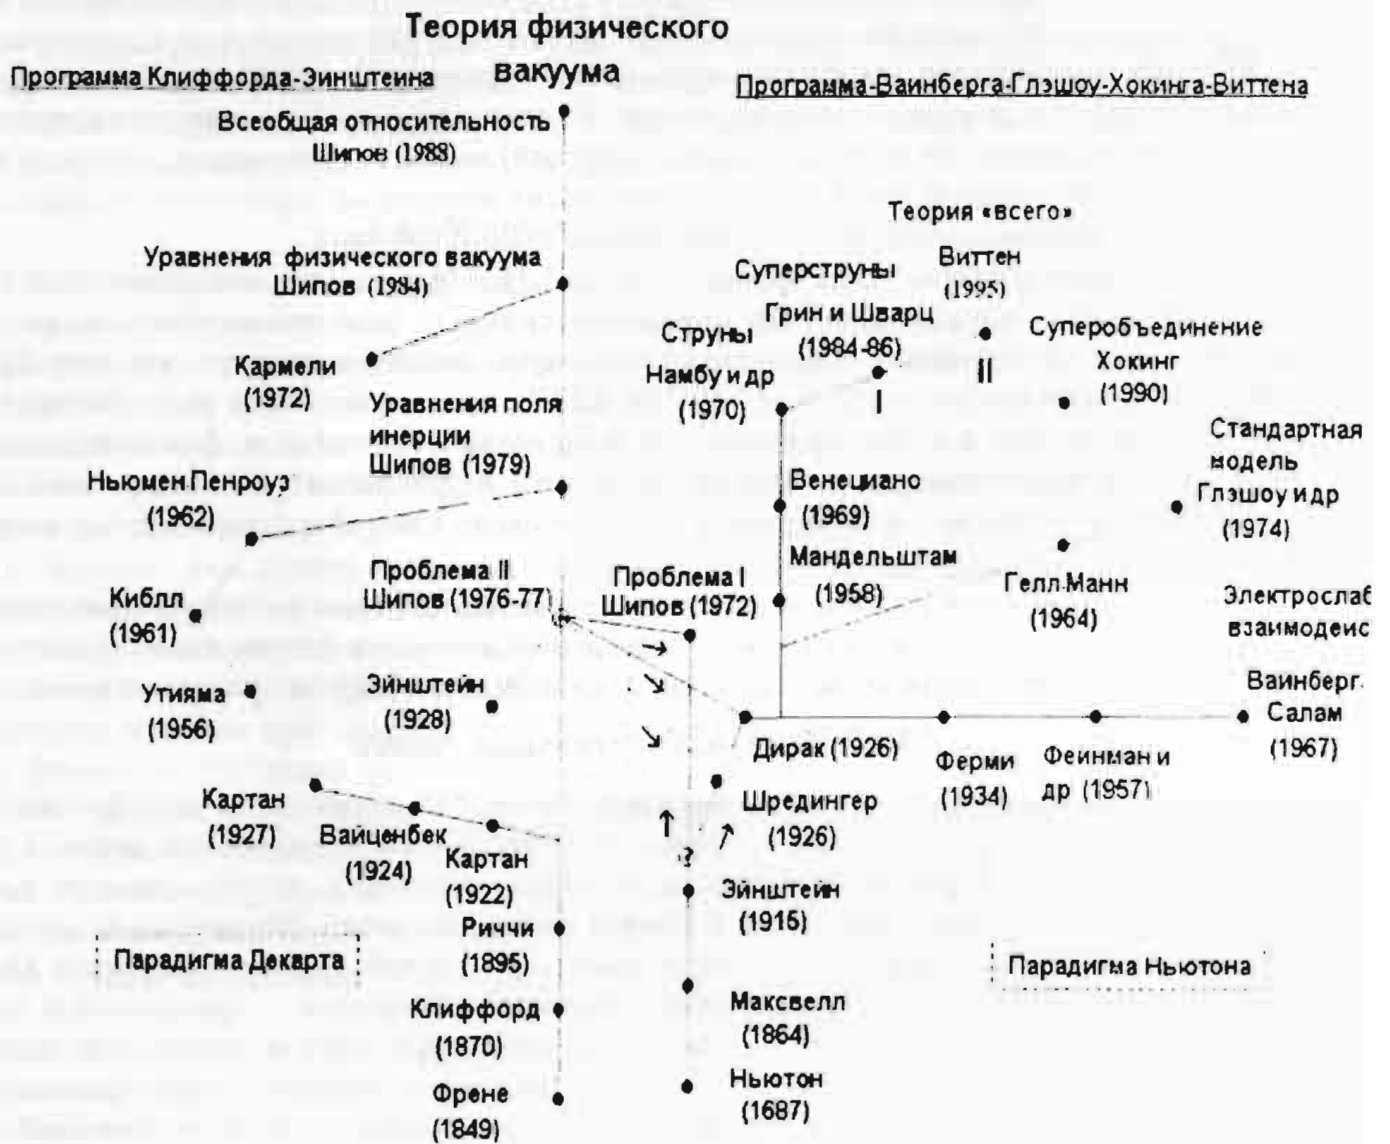 Теория физического
вакуума
Программа Клиффорда-Зинштеина
Программа-Вайнберга-Глэшоу-Хокинга-Виттена
Всеобщая относительность
Шипов (1988)
Теория «всего»
Виттен
(1995)
Уравнения физического вакуума
Шипов (1984)
Суперструны
Грин и Шварц
(1984-86)
I
II
Струны
Намбу и др
(1970)
Суперобъединение
Хокинг
(1990)
Кармели
(1972)
Уравнения поля
инерции
Шипов (1979)
Стандартная
модель
Глэшоу и др
(1974)
Ньюмен Пенроуз
(1962)
Венециано
(1969)
Мандельштам
(1958)
Проблема II
Шипов (1976-77)
Проблема I
Шипов (1972)
Гелл.Манн
(1964)
Киблл
(1961)
Электрослаб
взаимодеис
Утияма
(1956)
Эйнштейн
(1928)
Ваинберг.
Салам
(1967)
Дирак (1926)
Ферми
(1934)
Феинман и
др (1957)
Картан
(1927)
Вайценбек
(1924)
Картан
(1922)
Шредингер
(1926)
?
Эйнштейн
(1915)
Риччи
(1895)
Парадигма Декарта
Парадигма Ньютона
Клиффорд
(1870)
Максвелл
(1864)
Френе
(1849)
Ньютон
(1687)